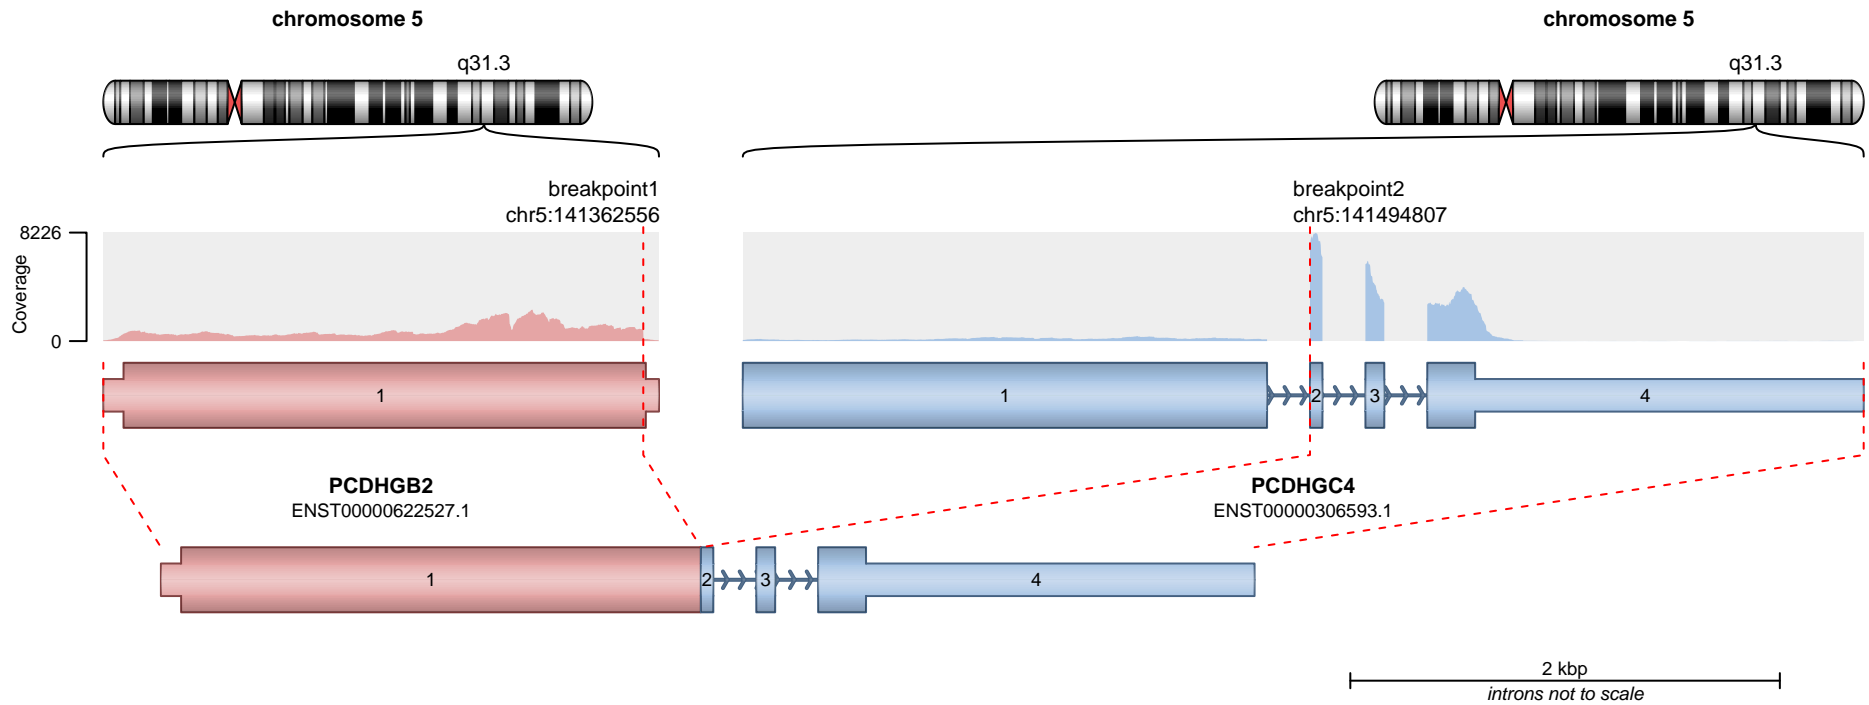 chromosome 5
chromosome 5
q31.3
q31.3
breakpoint1
chr5:141362556
breakpoint2
chr5:141494807
8226
Coverage
0
1
1
2
3
4
PCDHGB2
ENST00000622527.1
PCDHGC4
ENST00000306593.1
1
2
3
4
2 kbp
introns not to scale